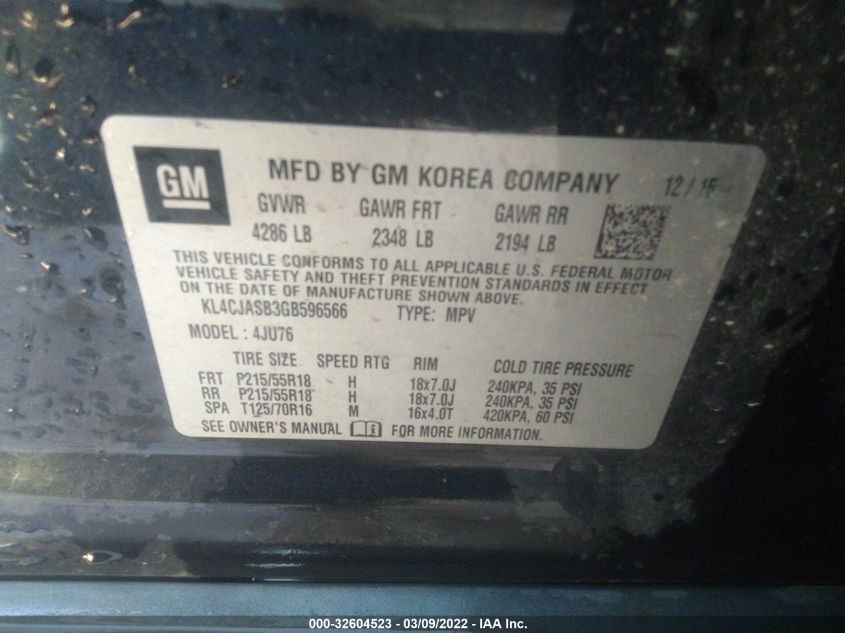 GM MFD BY GM KOREA COMPANY 12/15
GVWR GAWR FRT GAWR RR
4286 LB 2348 LB 2194 LB
THIS VEHICLE CONFORMS TO ALL APPLICABLE U.S. FEDERAL MOTOR
VEHICLE SAFETY AND THEFT PREVENTION STANDARDS IN EFFECT
ON THE DATE OF MANUFACTURE SHOWN ABOVE.
KL4CJASB3GB596566 TYPE: MPV
MODEL: 4JU76
TIRE SIZE SPEED RTG RIM COLD TIRE PRESSURE
FRT P215/55R18 H 18x7.0J 240KPA, 35 PSI
RR P215/55R18 H 18x7.0J 240KPA, 35 PSI
SPA T125/70R16 M 16x4.0T 420KPA, 60 PSI
SEE OWNER'S MANUAL FOR MORE INFORMATION.
000-32604523 - 03/09/2022 - IAA Inc.